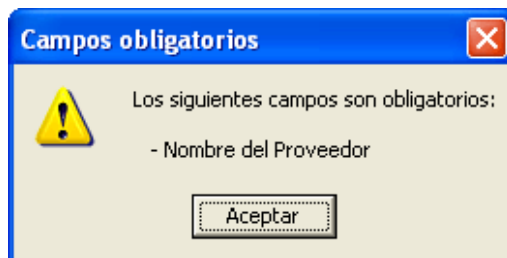 Campos obligatorios
Los siguientes campos son obligatorios:
- Nombre del Proveedor
Aceptar